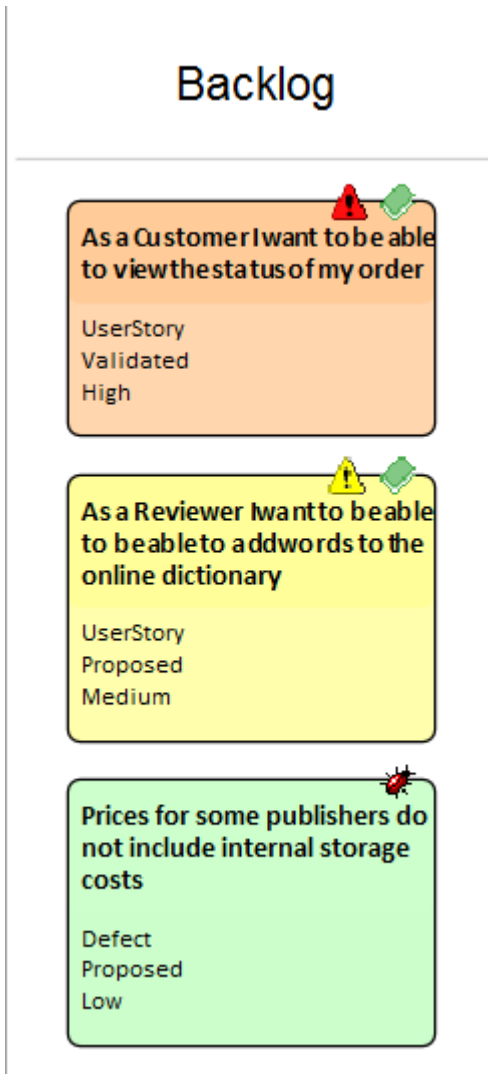 Backlog
As a Customer I want to be able
to view the status of my order
UserStory
Validated
High
As a Reviewer I want to be able
to be able to add words to the
online dictionary
UserStory
Proposed
Medium
Prices for some publishers do
not include internal storage
costs
Defect
Proposed
Low